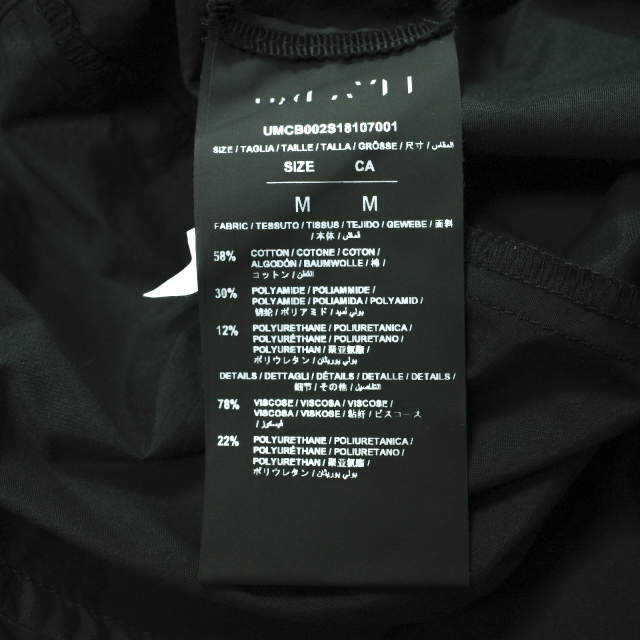 UMCB002S18107001
SIZE / TAGLIA / TAILLE / TALLA / GRÖSSE / 尺寸 / المقاس
SIZE CA
M M
FABRIC / TESSUTO / TISSUS / TEJIDO / GEWEBE / 面料
/ 本体 / قماش
58% COTTON / COTONE / COTON /
ALGODÓN / BAUMWOLLE / 棉 /
コットン / القطن
30% POLYAMIDE / POLIAMMIDE /
POLYAMIDE / POLIAMIDA / POLYAMID /
锦纶 / ポリアミド / بولي أميد
12% POLYURETHANE / POLIURETANICA /
POLYURÉTHANE / POLIURETANO /
POLYURETHAN / 聚亚氨酯 /
ポリウレタン / بولي يوريثان
DETAILS / DETTAGLI / DÉTAILS / DETALLE / DETAILS /
细节 / その他 / التفاصيل
78% VISCOSE / VISCOSA / VISCOSE /
VISCOSA / VISKOSE / 黏纤 / ビスコース
/ فيسكوز
22% POLYURETHANE / POLIURETANICA /
POLYURÉTHANE / POLIURETANO /
POLYURETHAN / 聚亚氨酯 /
ポリウレタン / بولي يوريثان